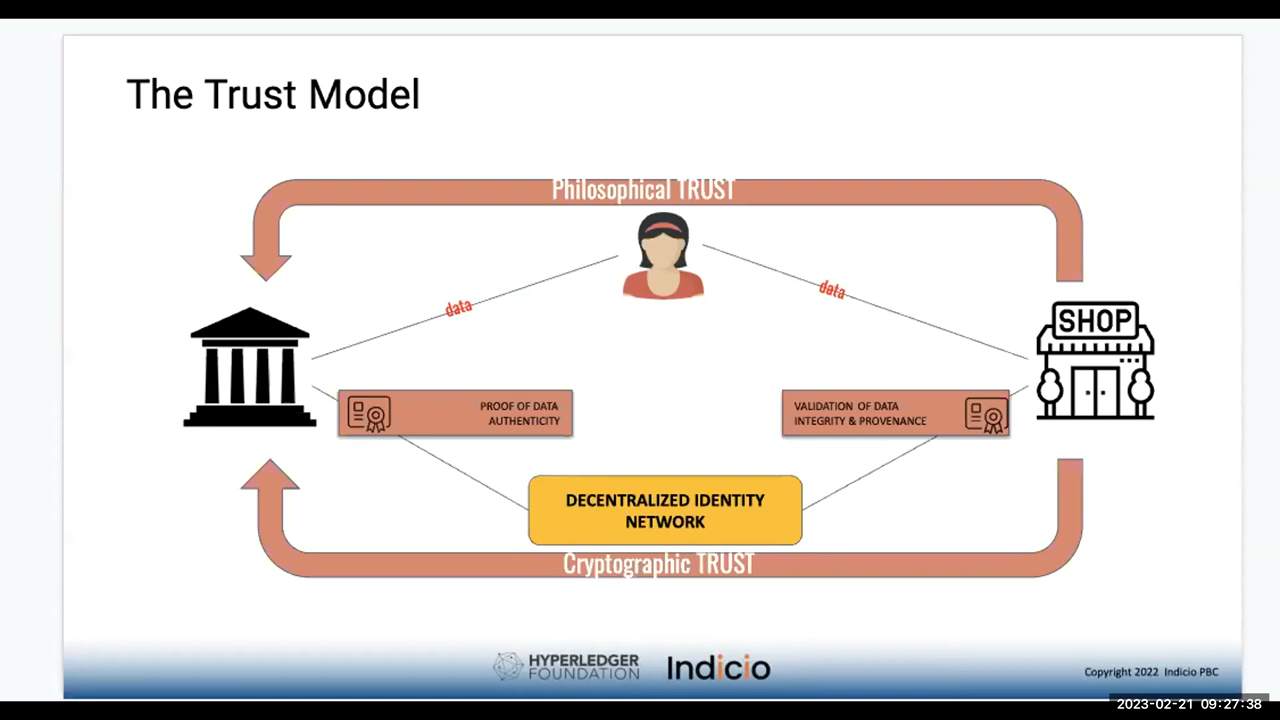 The Trust Model
Philosophical TRUST
data
data
SHOP
PROOF OF DATA
AUTHENTICITY
VALIDATION OF DATA
INTEGRITY & PROVENANCE
DECENTRALIZED IDENTITY
NETWORK
Cryptographic TRUST
HYPERLEDGER
FOUNDATION
Indicio
Copyright 2022 Indicio PBC
2023-02-21 09:27:38